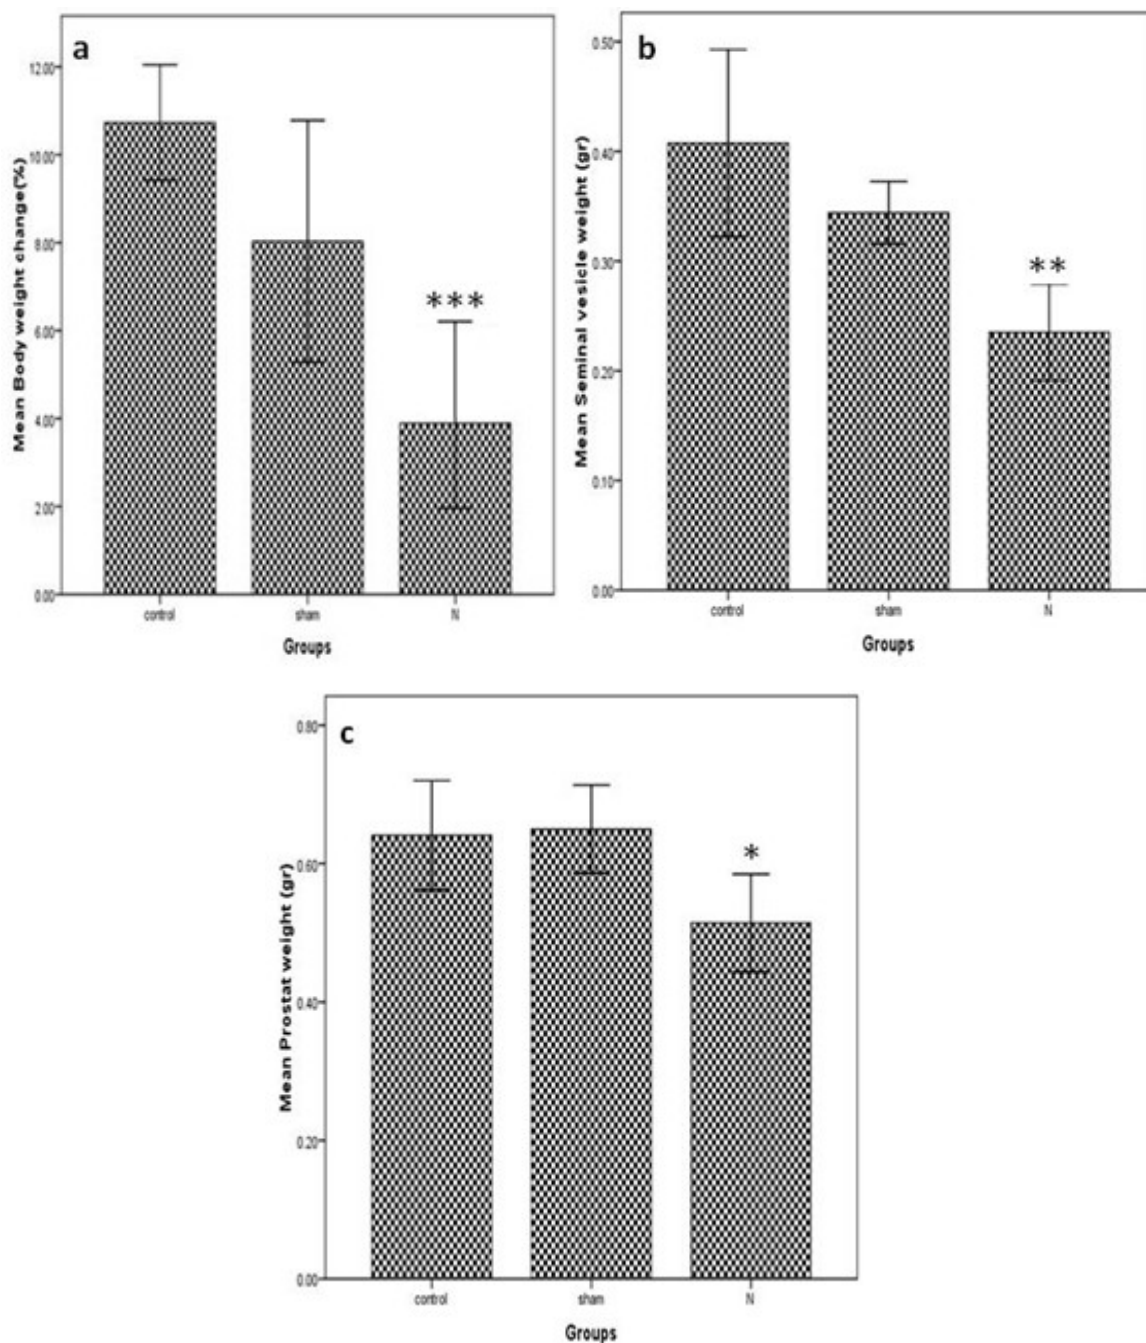 a
Mean Body weight change(%)
12.00
10.00
8.00
6.00
4.00
2.00
0.00
***
control sham N
Groups
b
Mean Seminal vesicle weight (gr)
0.50
0.40
0.30
0.20
0.10
0.00
**
control sham N
Groups
c
Mean Prostat weight (gr)
0.80
0.60
0.40
0.20
0.00
*
control sham N
Groups